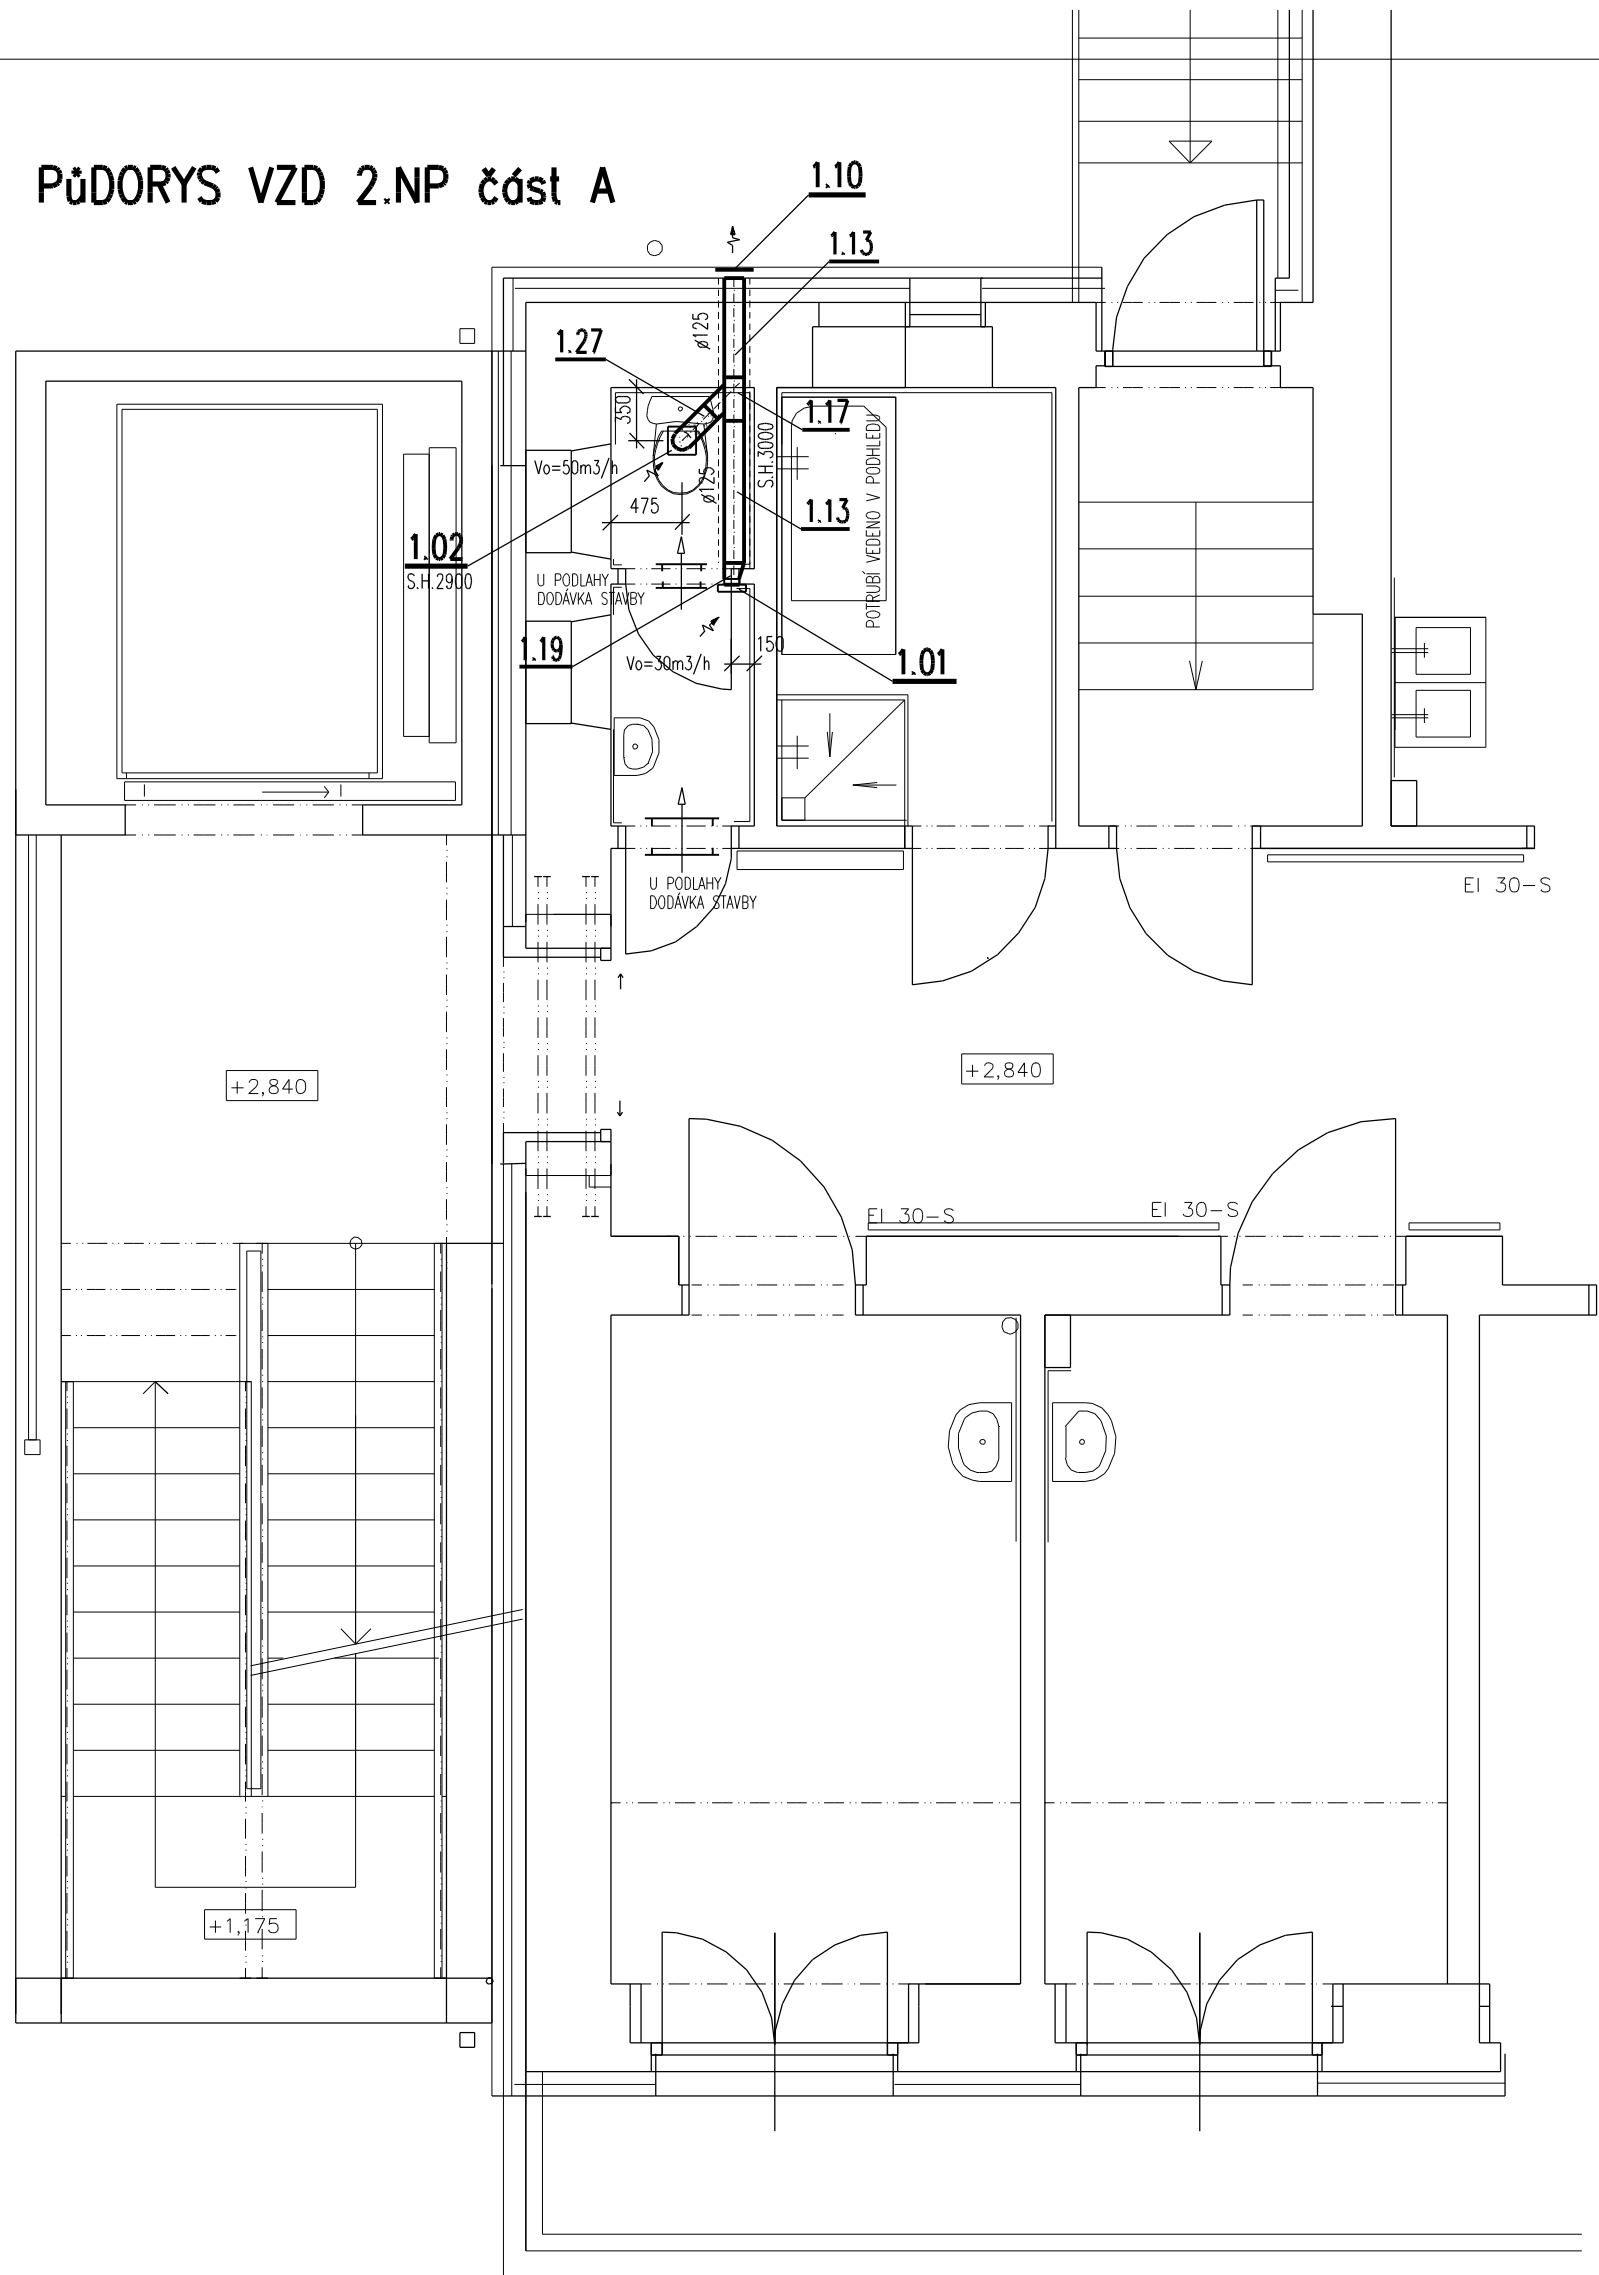 PůDORYS VZD 2.NP část A
1.10
1.13
ø125
1.27
350
1.17
S.H.3000
POTRUBÍ VEDENO V PODHLEDU
Vo=50m3/h
ø125
475
1.13
1.02
S.H.2900
U PODLAHY
DODÁVKA STAVBY
1.19
150
Vo=30m3/h
1.01
U PODLAHY
DODÁVKA STAVBY
EI 30-S
+2,840
+2,840
EI 30-S
EI 30-S
+1,175